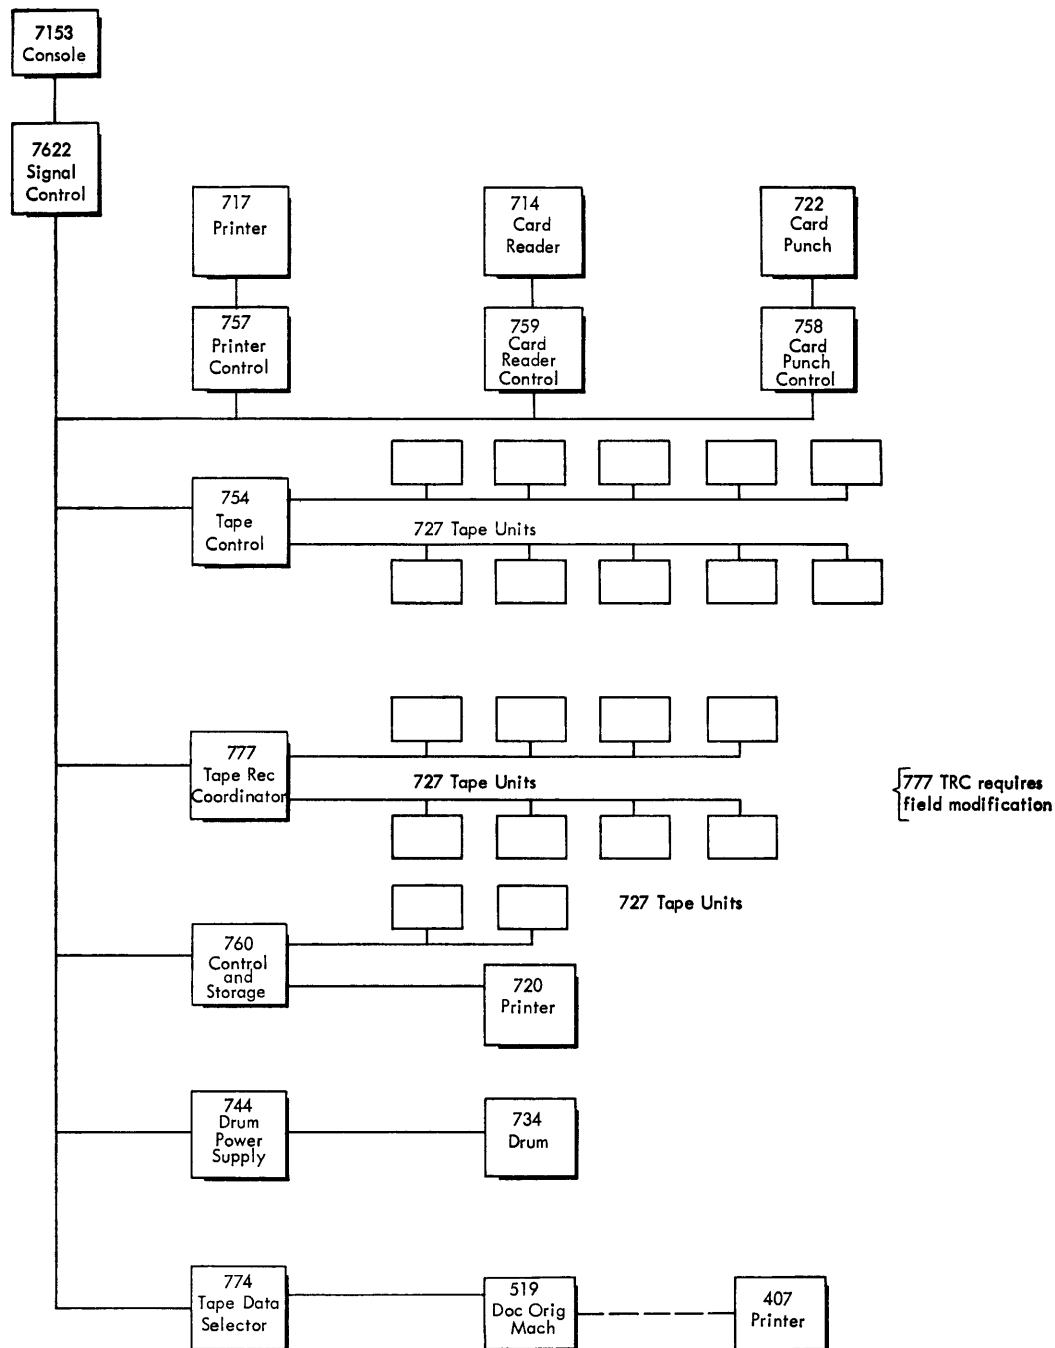 7153
Console
7622
Signal
Control
717
Printer
714
Card
Reader
722
Card
Punch
757
Printer
Control
759
Card
Reader
Control
758
Card
Punch
Control
754
Tape
Control
727 Tape Units
777
Tape Rec
Coordinator
727 Tape Units
777 TRC requires
field modification
727 Tape Units
760
Control
and
Storage
720
Printer
744
Drum
Power
Supply
734
Drum
774
Tape Data
Selector
519
Doc Orig
Mach
407
Printer